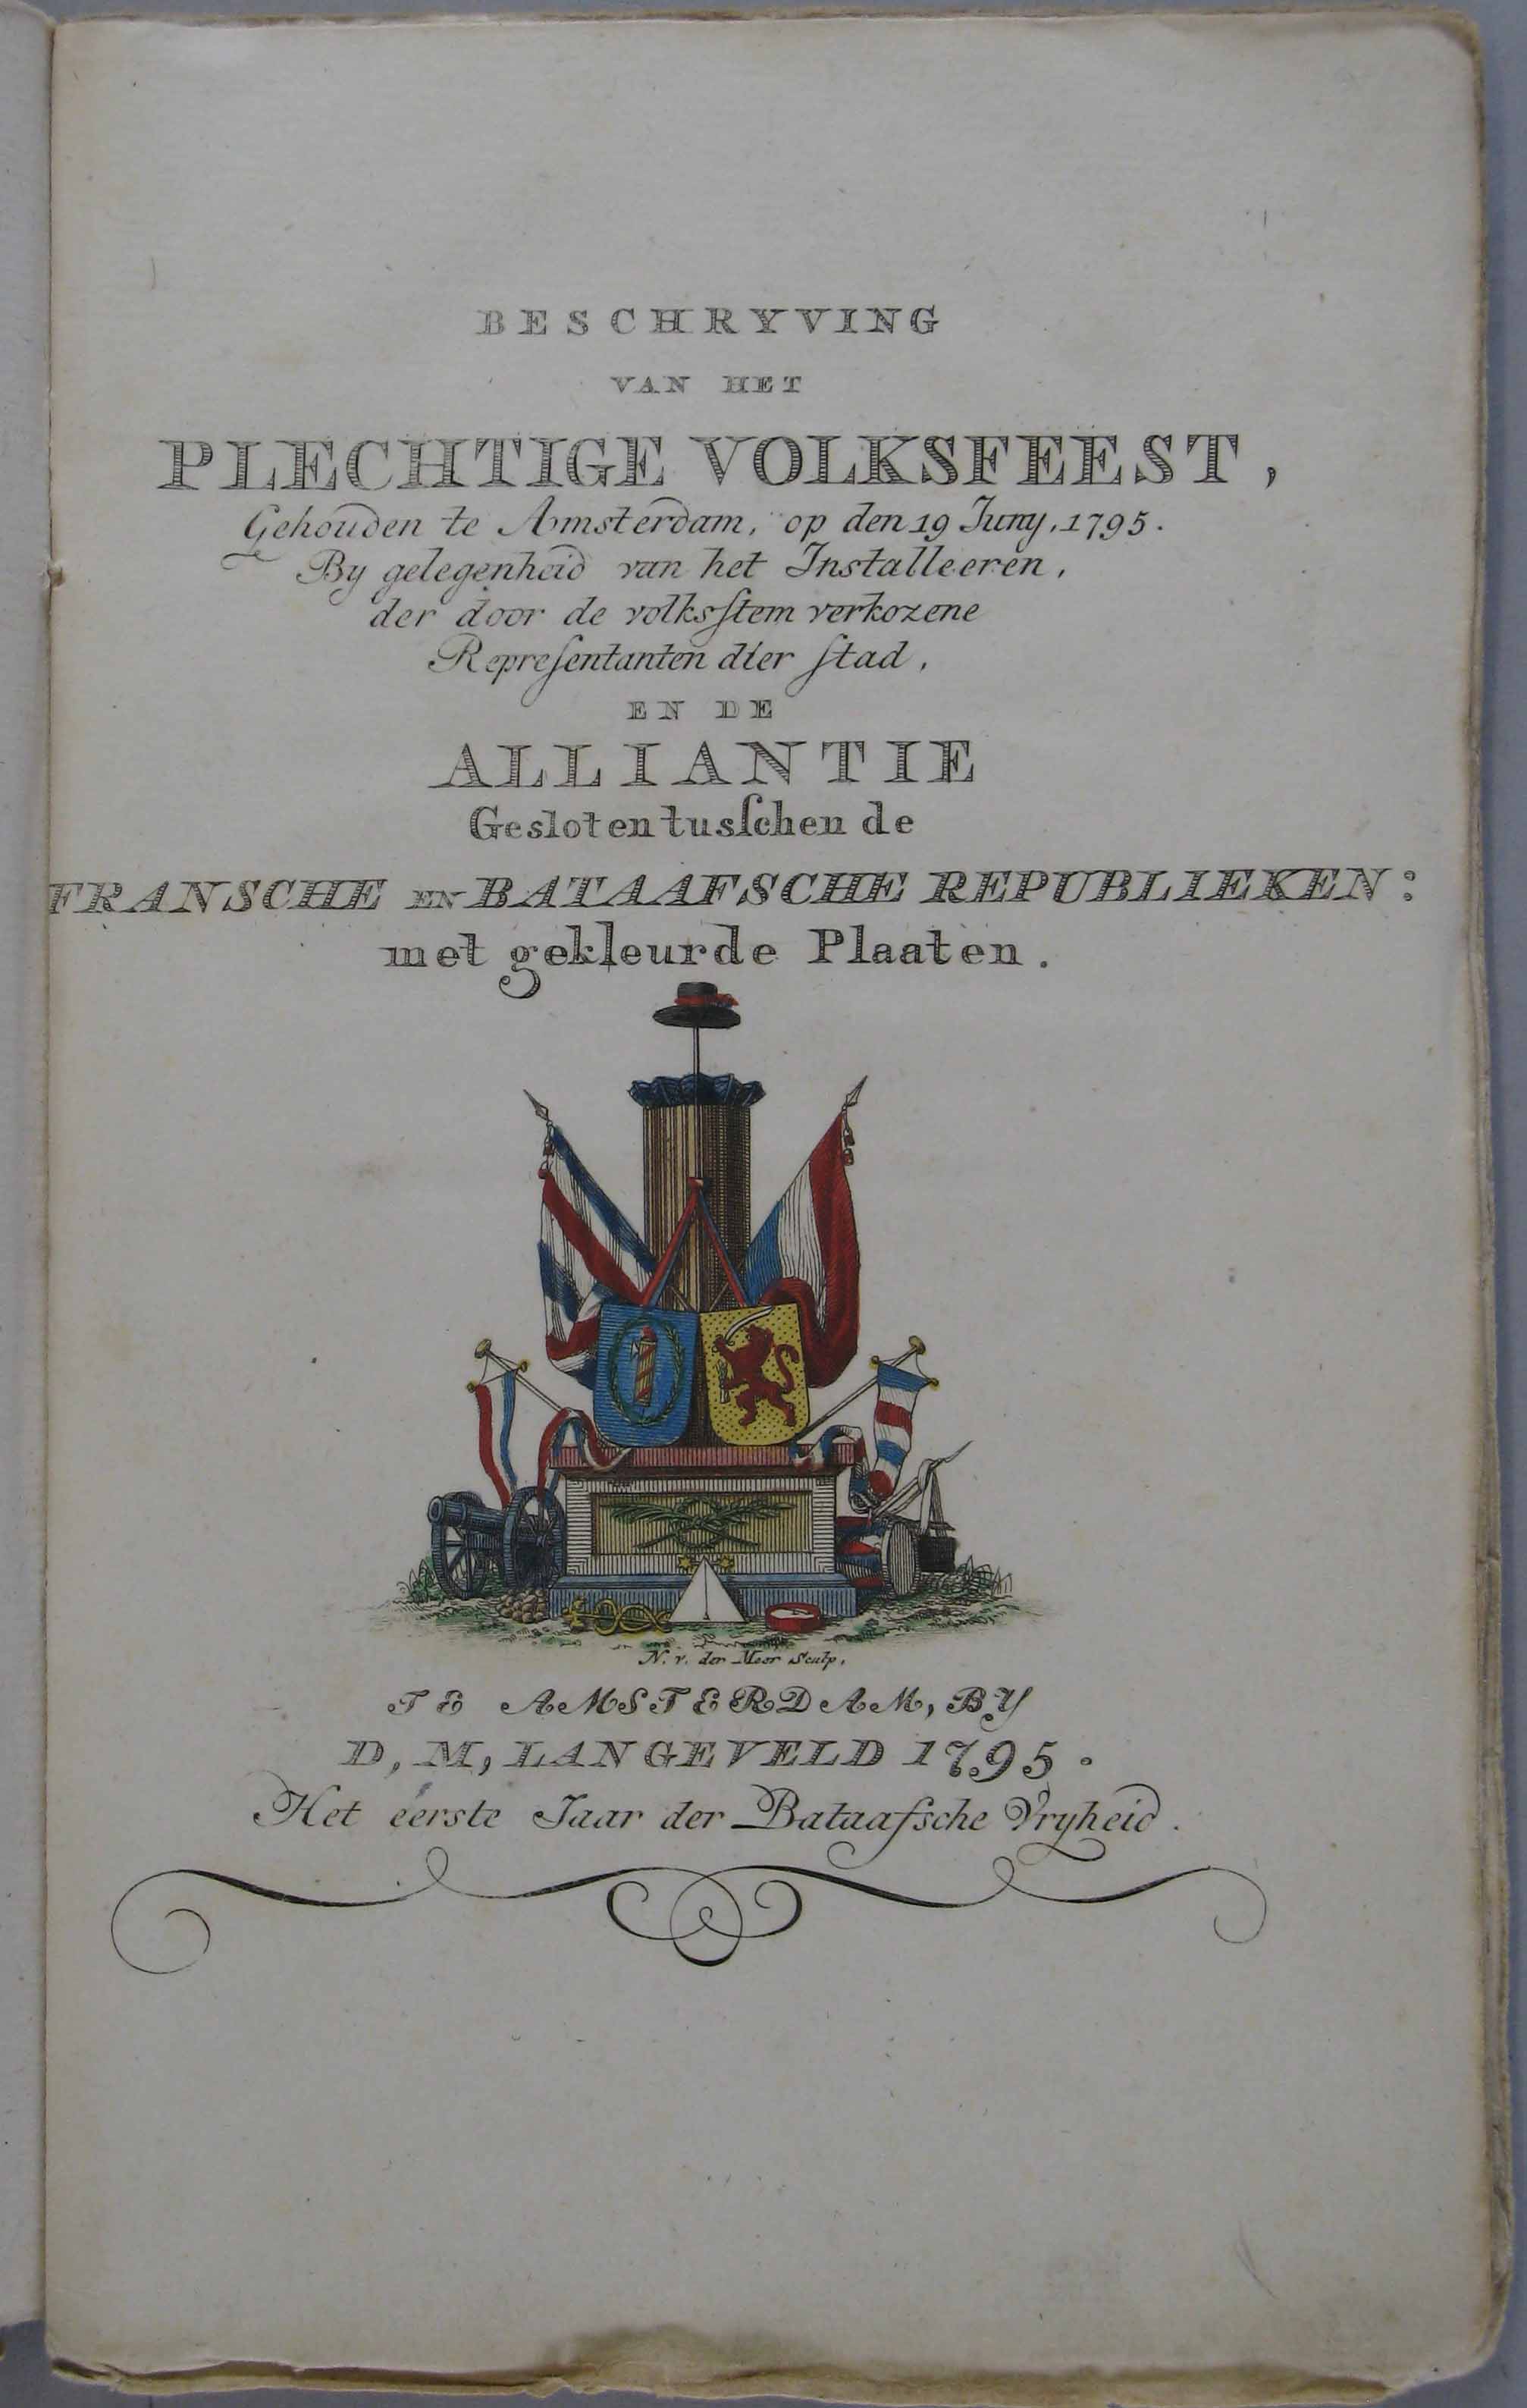 BESCHRYVING
VAN HET
PLECHTIGE VOLKSFEEST,
Gehouden te Amsterdam, op den 19 Juny, 1795.
By gelegenheid van het Installeeren,
der door de volksſtem verkozene
Repreſentanten dier ſtad,
EN DE
ALLIANTIE
Gesloten tusſchen de
FRANSCHE EN BATAAFSCHE REPUBLIEKEN:
met gekleurde Plaaten.
N. v. der Meer Sculp,
TE AMSTERDAM, BY
D, M, LANGEVELD 1795.
Het eerste Jaar der Bataafsche Vryheid.